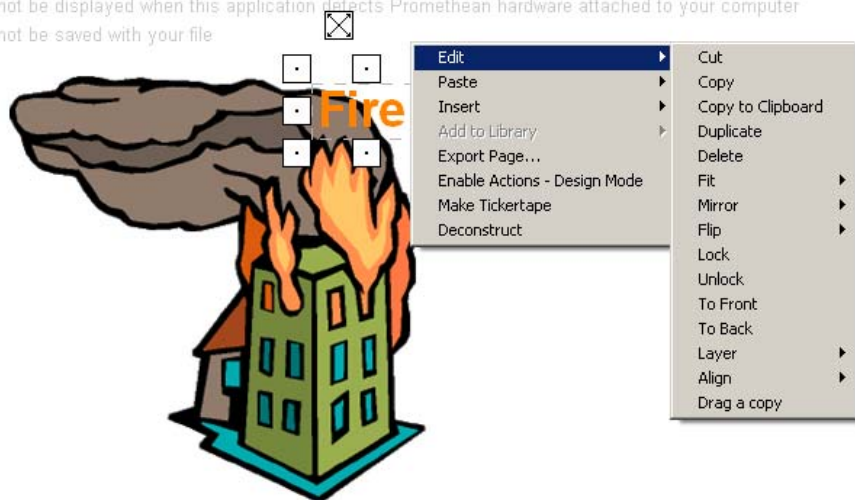 not be displayed when this application detects Promethean hardware attached to your computer
not be saved with your file
Fire
Edit
Paste
Insert
Add to Library
Export Page...
Enable Actions - Design Mode
Make Tickertape
Deconstruct
Cut
Copy
Copy to Clipboard
Duplicate
Delete
Fit
Mirror
Flip
Lock
Unlock
To Front
To Back
Layer
Align
Drag a copy